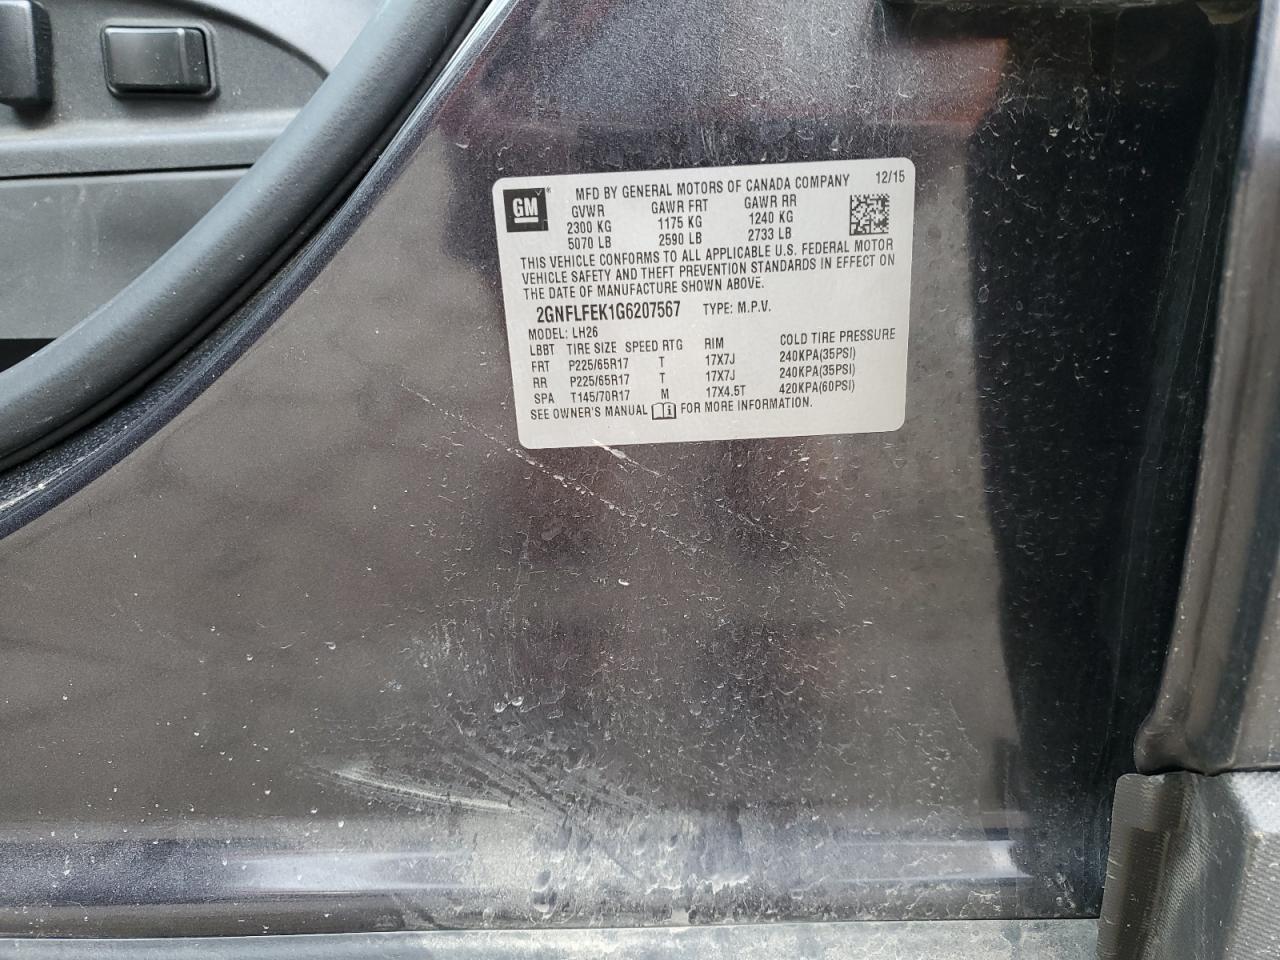 GM ® MFD BY GENERAL MOTORS OF CANADA COMPANY 12/15
GVWR GAWR FRT GAWR RR
2300 KG 1175 KG 1240 KG
5070 LB 2590 LB 2733 LB
THIS VEHICLE CONFORMS TO ALL APPLICABLE U.S. FEDERAL MOTOR
VEHICLE SAFETY AND THEFT PREVENTION STANDARDS IN EFFECT ON
THE DATE OF MANUFACTURE SHOWN ABOVE.
2GNFLFEK1G6207567 TYPE: M.P.V.
MODEL: LH26
LBBT TIRE SIZE SPEED RTG RIM COLD TIRE PRESSURE
FRT P225/65R17 T 17X7J 240KPA(35PSI)
RR P225/65R17 T 17X7J 240KPA(35PSI)
SPA T145/70R17 M 17X4.5T 420KPA(60PSI)
SEE OWNER'S MANUAL i FOR MORE INFORMATION.